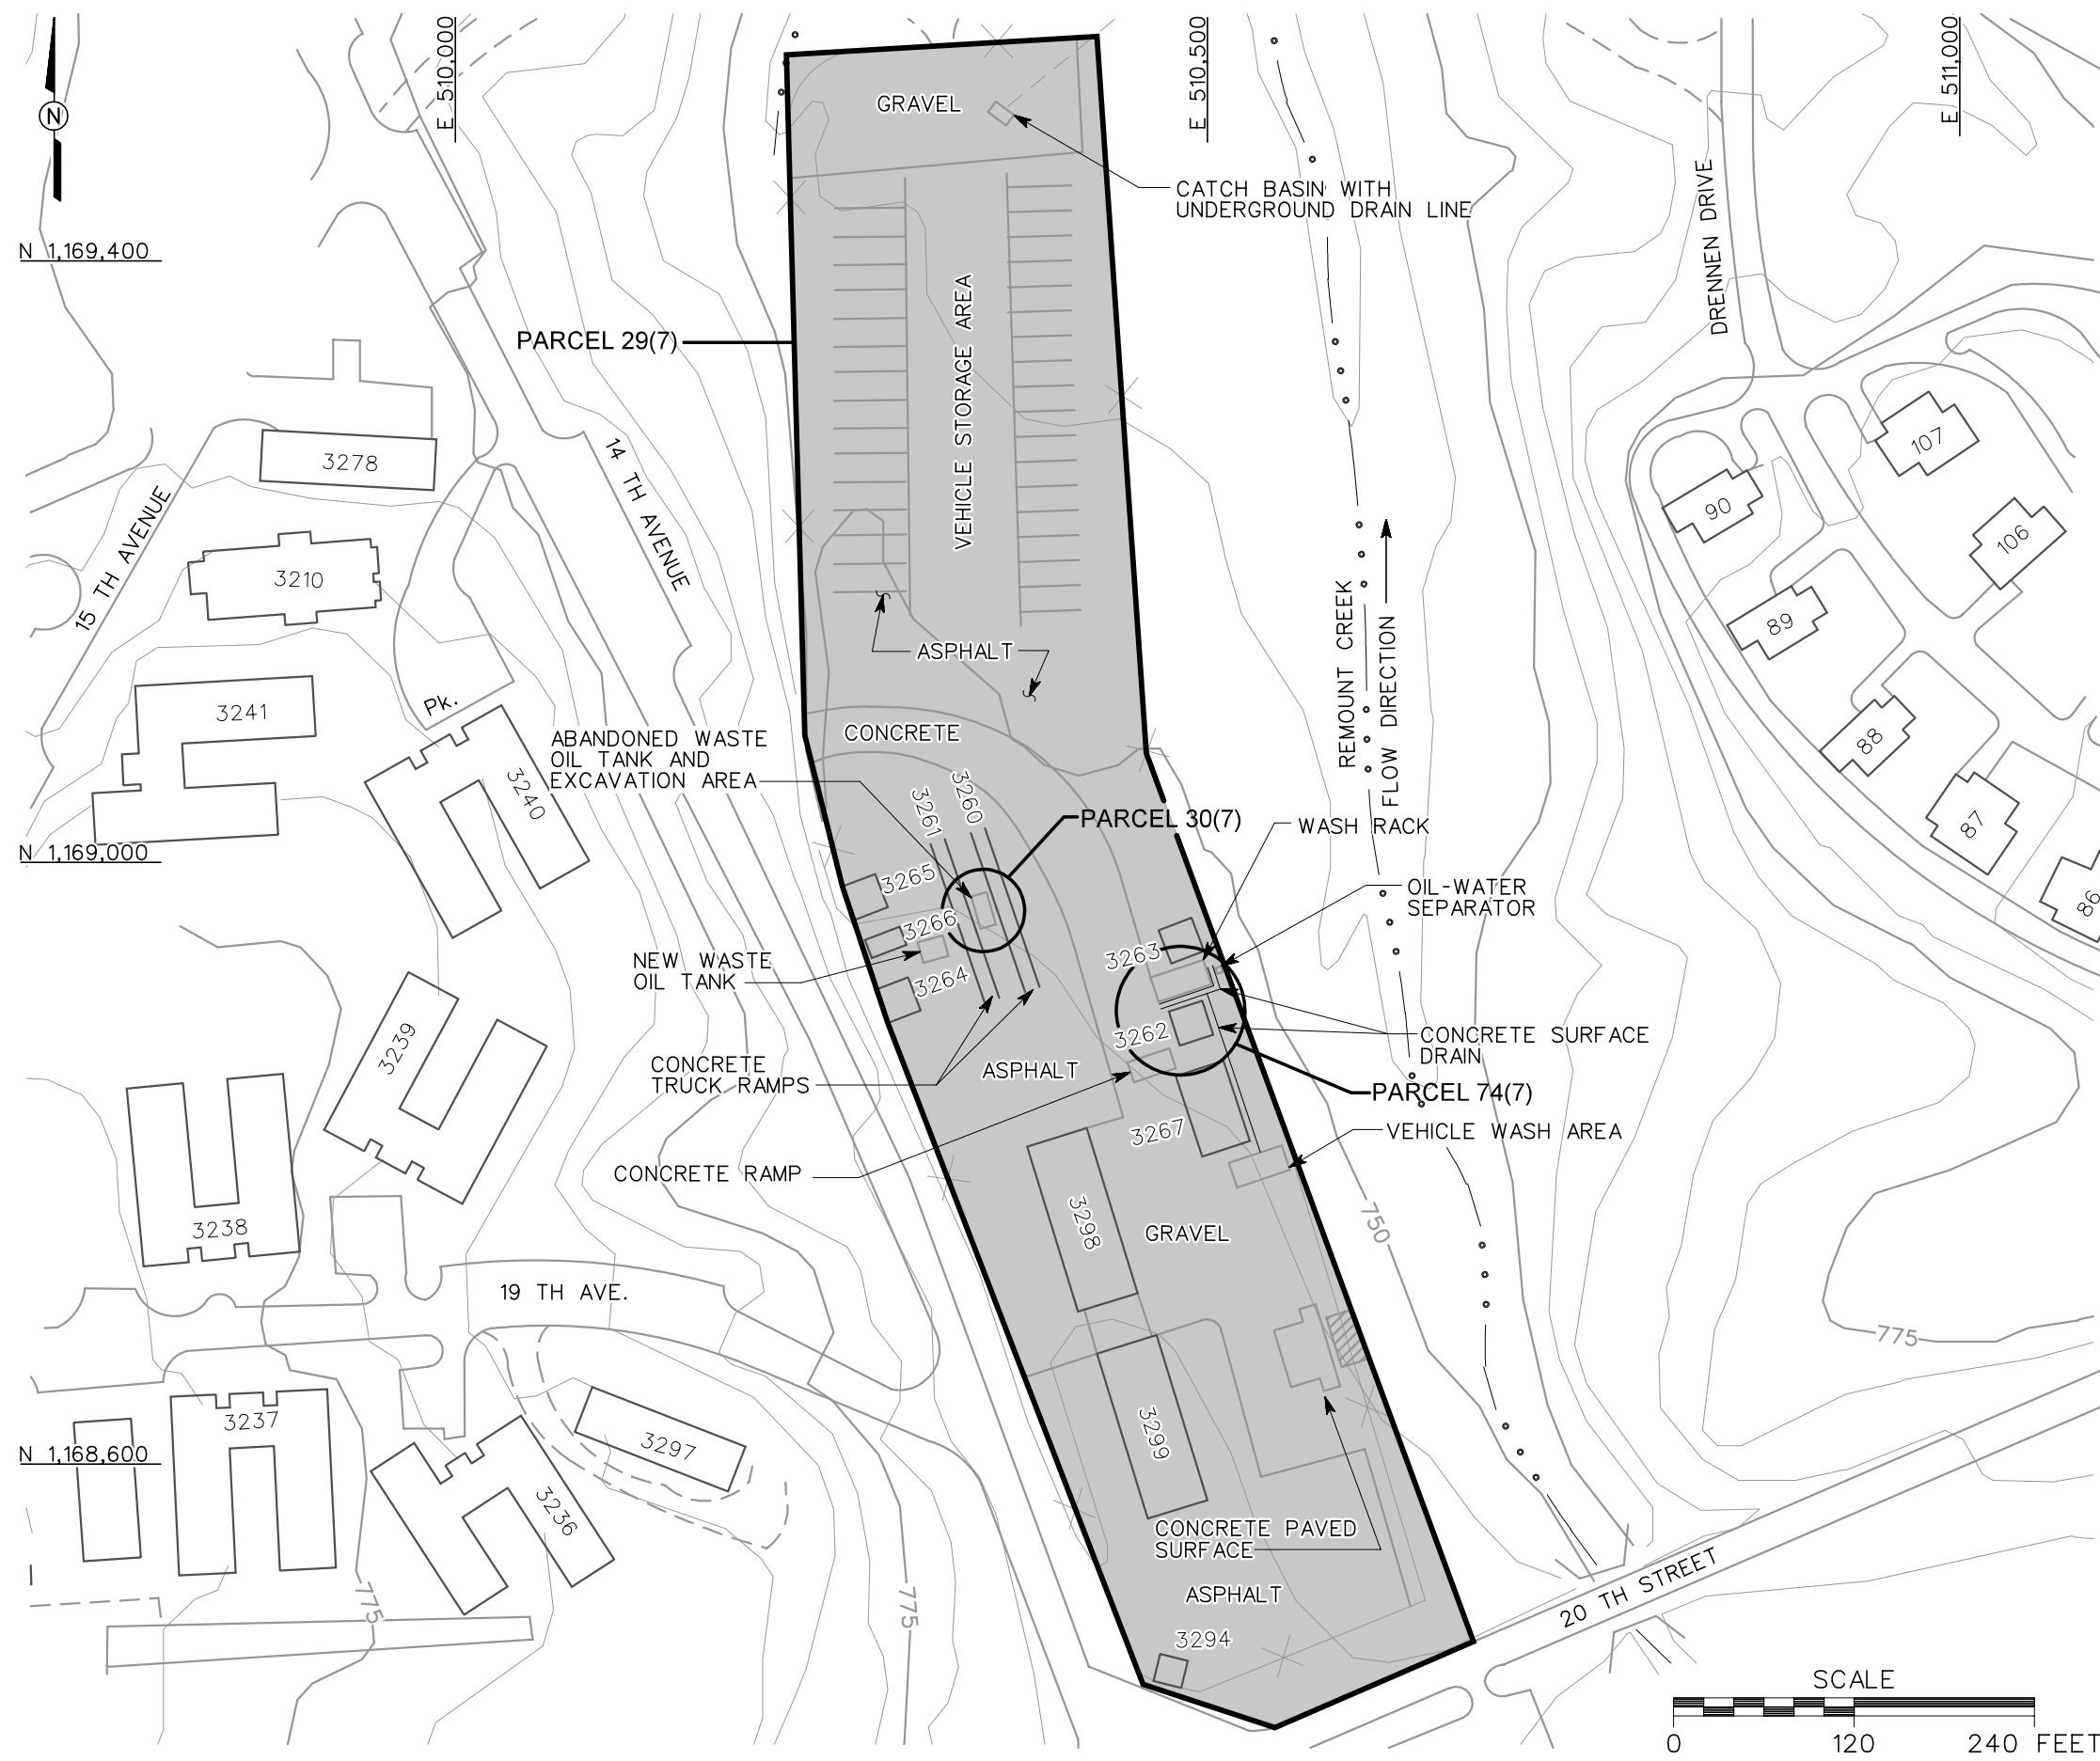 E 510,000
E 510,500
E 511,000
N
GRAVEL
CATCH BASIN WITH
UNDERGROUND DRAIN LINE
DRENNEN DRIVE
N 1,169,400
VEHICLE STORAGE AREA
PARCEL 29(7)
14 TH AVENUE
15 TH AVENUE
3278
107
90
106
3210
REMOUNT CREEK
FLOW DIRECTION
89
ASPHALT
Pk.
3241
CONCRETE
88
ABANDONED WASTE
OIL TANK AND
EXCAVATION AREA
3240
3261
3260
PARCEL 30(7)
WASH RACK
87
N 1,169,000
3265
OIL-WATER
SEPARATOR
86
3266
3263
NEW WASTE
OIL TANK
3264
3262
CONCRETE SURFACE
DRAIN
3239
CONCRETE
TRUCK RAMPS
ASPHALT
PARCEL 74(7)
3267
VEHICLE WASH AREA
CONCRETE RAMP
3298
GRAVEL
750
3238
19 TH AVE.
775
3237
3299
3297
N 1,168,600
3236
CONCRETE PAVED
SURFACE
ASPHALT
775
775
20 TH STREET
3294
SCALE
0 120 240 FEET